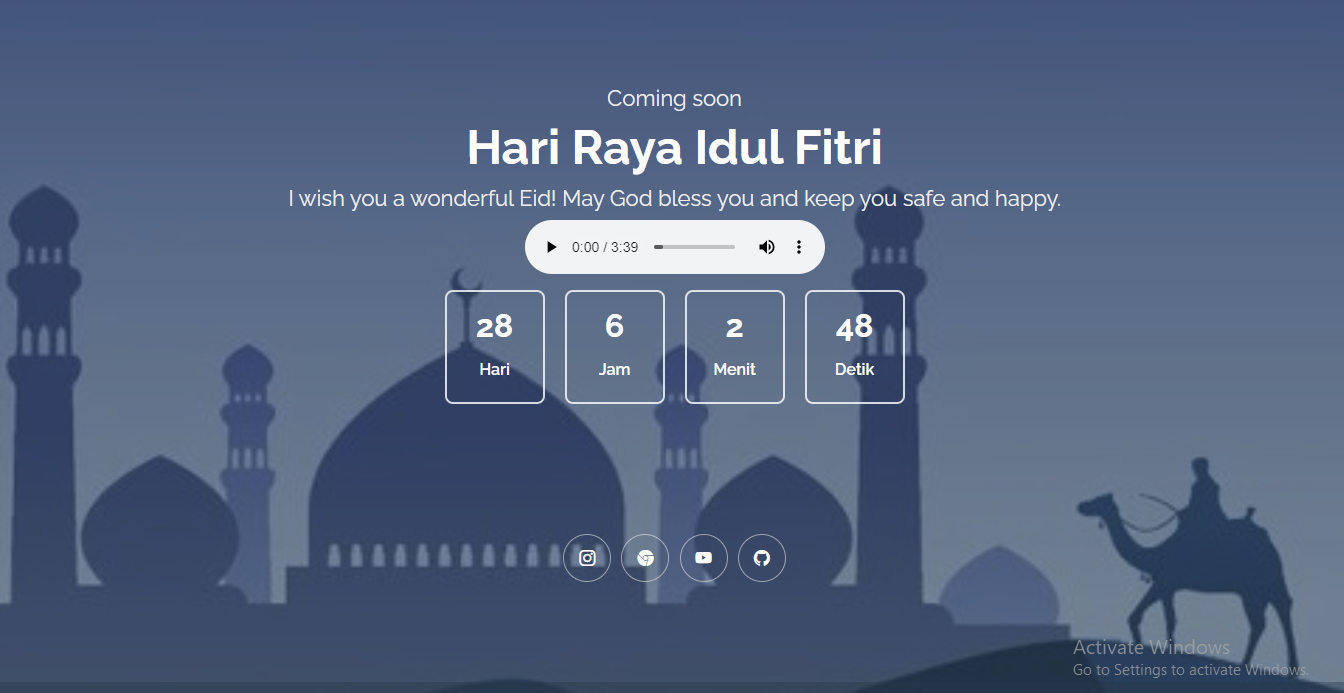 Coming soon
Hari Raya Idul Fitri
I wish you a wonderful Eid! May God bless you and keep you safe and happy.
0:00 / 3:39
28 6 2 48
Hari Jam Menit Detik
Activate Windows
Go to Settings to activate Windows.